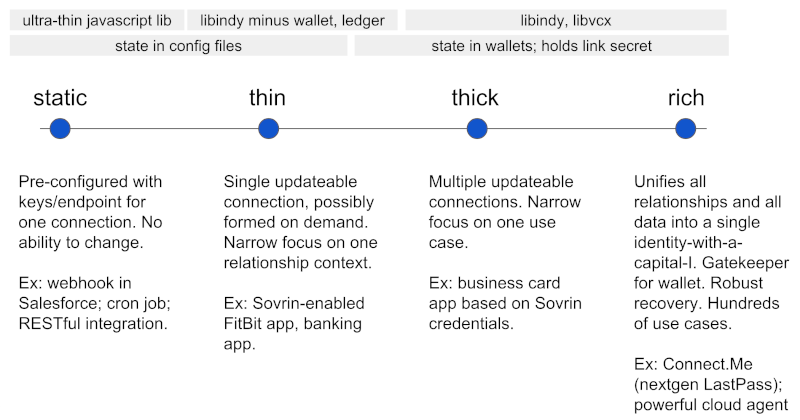 ultra-thin javascript lib
libindy minus wallet, ledger
libindy, libvcx
state in config files
state in wallets; holds link secret
static
thin
thick
rich
Pre-configured with
keys/endpoint for
one connection. No
ability to change.
Ex: webhook in
Salesforce; cron job;
RESTful integration.
Single updateable
connection, possibly
formed on demand.
Narrow focus on one
relationship context.
Ex: Sovrin-enabled
FitBit app, banking
app.
Multiple updateable
connections. Narrow
focus on one use
case.
Ex: business card
app based on Sovrin
credentials.
Unifies all
relationships and all
data into a single
identity-with-a-
capital-I. Gatekeeper
for wallet. Robust
recovery. Hundreds
of use cases.
Ex: Connect.Me
(nextgen LastPass);
powerful cloud agent